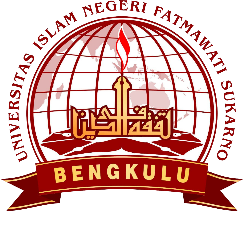 UNIVERSITAS ISLAM NEGERI FATMAWATI SUKARNO
BENGKULU